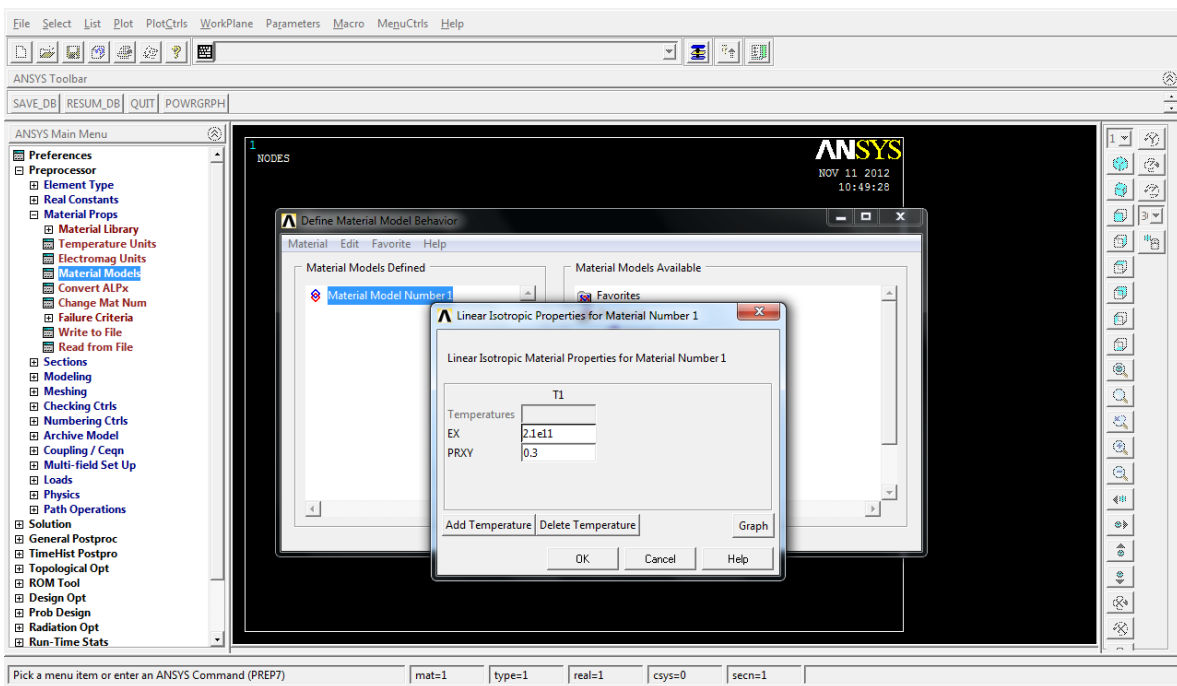 File Select List Plot PlotCtrls WorkPlane Parameters Macro MenuCtrls Help
ANSYS Toolbar
SAVE_DB RESUM_DB QUIT POWRGRPH
ANSYS Main Menu
Preferences
Preprocessor
Element Type
Real Constants
Material Props
Material Library
Temperature Units
Electromag Units
Material Models
Convert ALPx
Change Mat Num
Failure Criteria
Write to File
Read from File
Sections
Modeling
Meshing
Checking Ctrls
Numbering Ctrls
Archive Model
Coupling / Ceqn
Multi-field Set Up
Loads
Physics
Path Operations
Solution
General Postproc
TimeHist Postpro
Topological Opt
ROM Tool
Design Opt
Prob Design
Radiation Opt
Run-Time Stats
1
NODES
ANSYS
NOV 11 2012
10:49:28
Define Material Model Behavior
Material Edit Favorite Help
Material Models Defined
Material Models Available
Material Model Number 1
Favorites
Linear Isotropic Properties for Material Number 1
Linear Isotropic Material Properties for Material Number 1
T1
Temperatures
EX 2.1e11
PRXY 0.3
Add Temperature Delete Temperature Graph
OK Cancel Help
1
Pick a menu item or enter an ANSYS Command (PREP7) mat=1 type=1 real=1 csys=0 secn=1